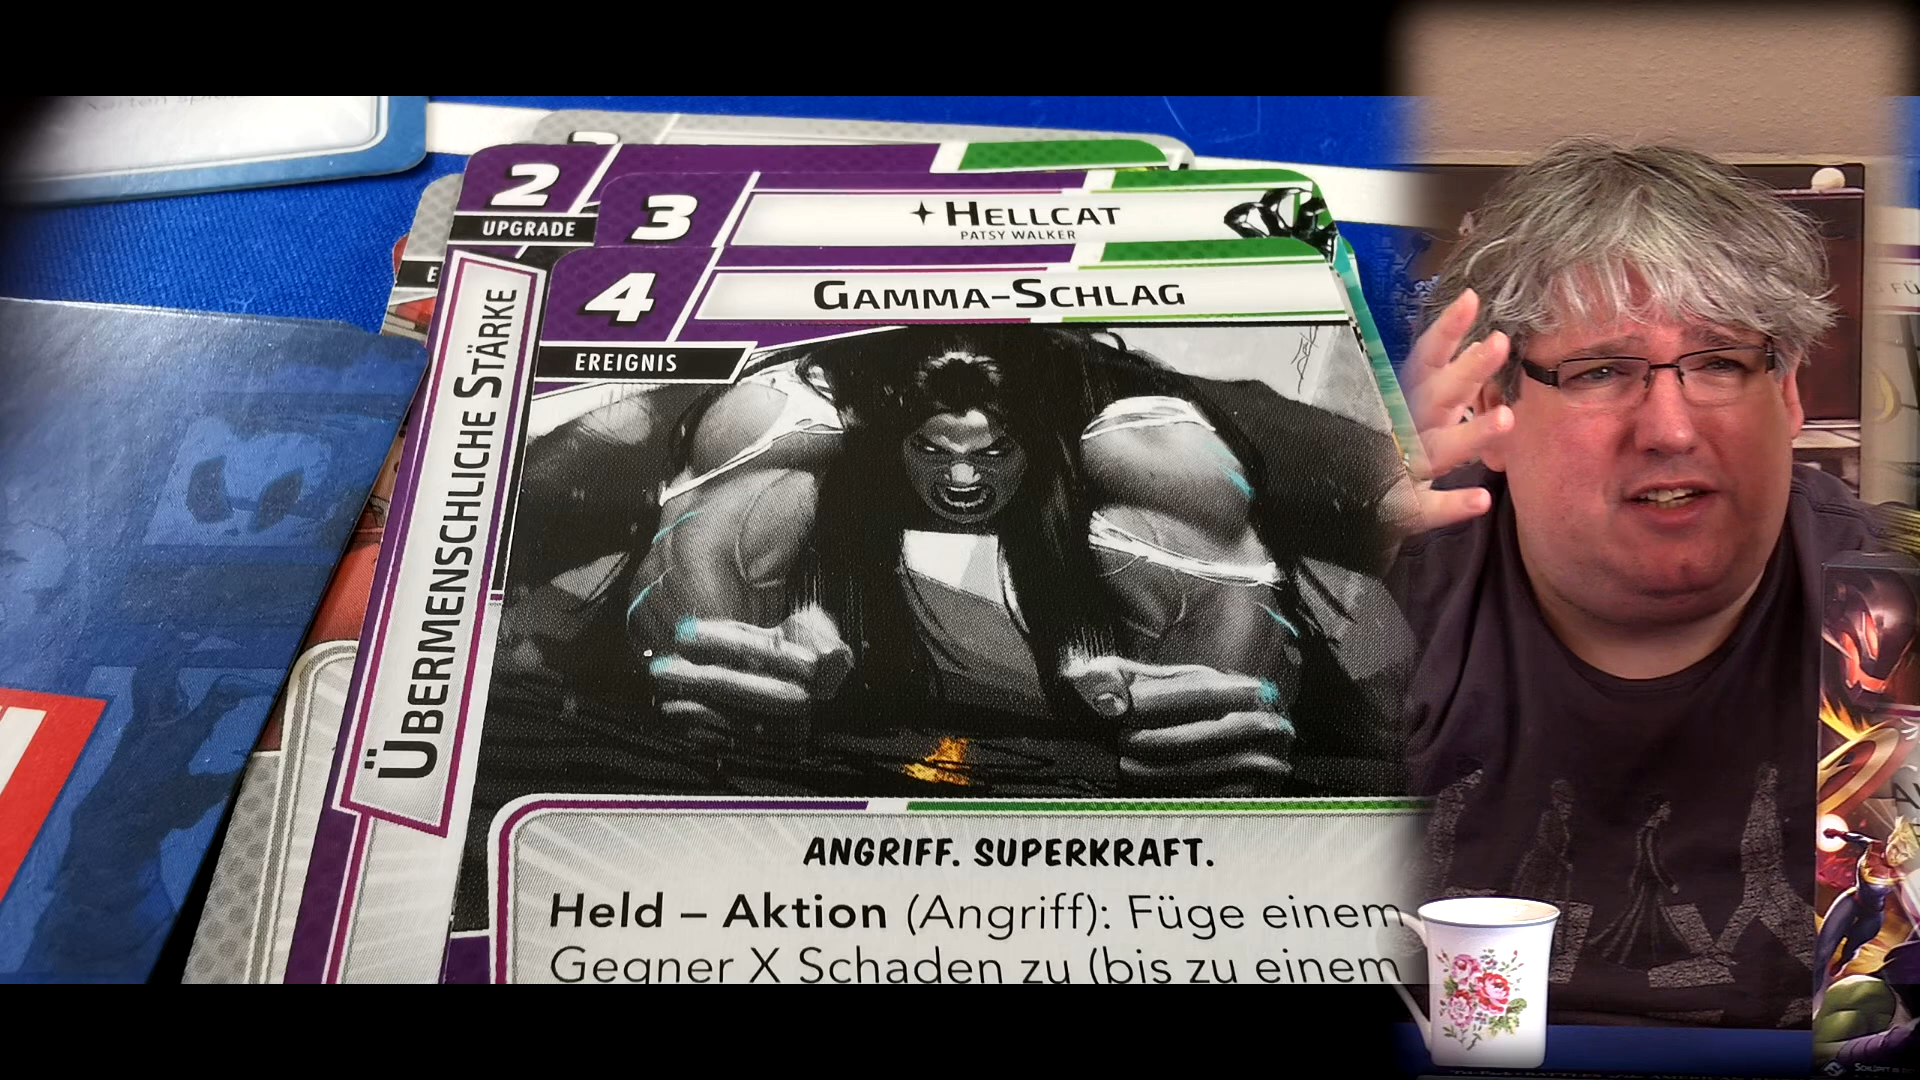 2
UPGRADE
ÜBERMENSCHLICHE STÄRKE
3
HELLCAT
PATSY WALKER
4
GAMMA-SCHLAG
EREIGNIS
ANGRIFF. SUPERKRAFT.
Held – Aktion (Angriff): Füge einem
Gegner X Schaden zu (bis zu einem